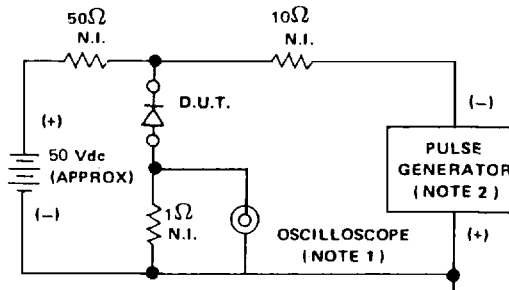 50Ω
N.I.
10Ω
N.I.
D.U.T.
(+)
50 Vdc
(APPROX)
(−)
1Ω
N.I.
OSCILLOSCOPE
(NOTE 1)
(−)
PULSE
GENERATOR
(NOTE 2)
(+)